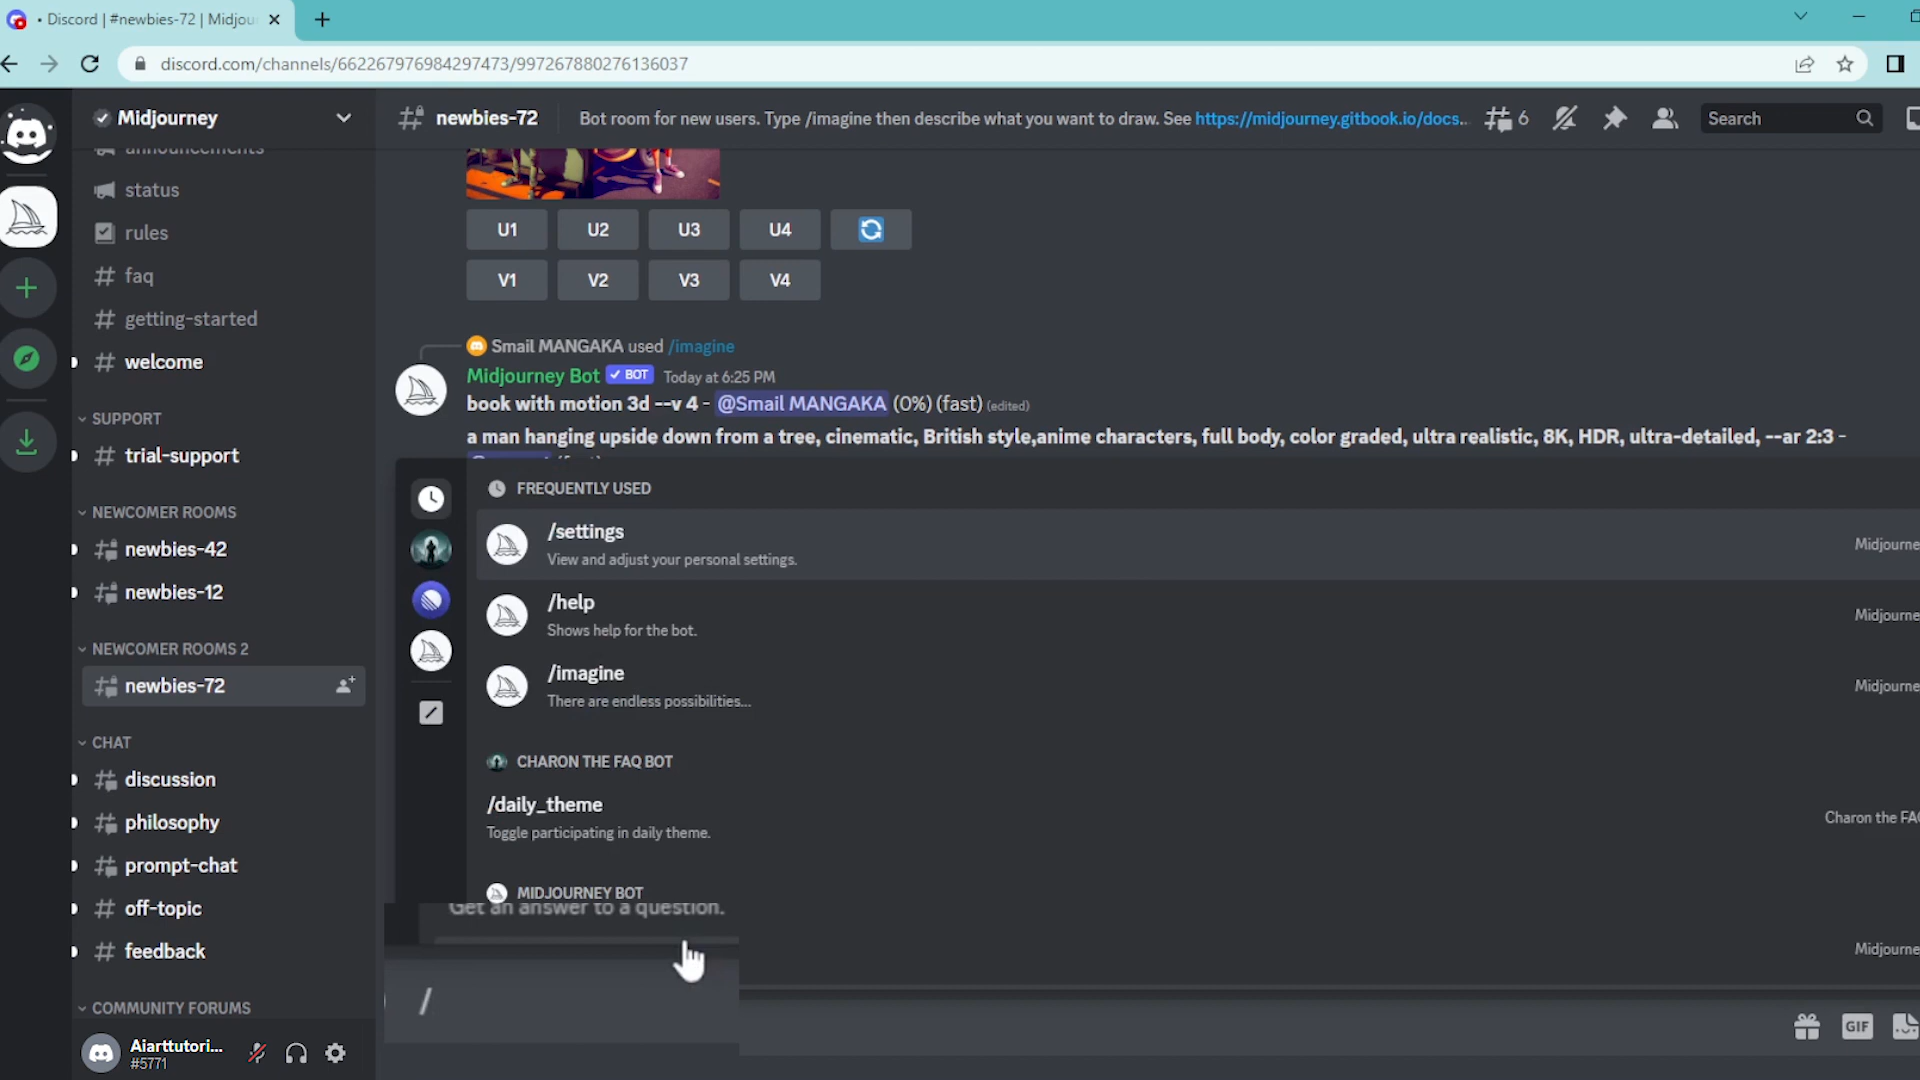 • Discord | #newbies-72 | Midjou
discord.com/channels/662267976984297473/997267880276136037
Midjourney
announcements
status
rules
faq
getting-started
welcome
SUPPORT
trial-support
NEWCOMER ROOMS
newbies-42
newbies-12
NEWCOMER ROOMS 2
newbies-72
CHAT
discussion
philosophy
prompt-chat
off-topic
feedback
COMMUNITY FORUMS
Aiarttutori...
#5771
newbies-72
Bot room for new users. Type /imagine then describe what you want to draw. See https://midjourney.gitbook.io/docs...
6
Search
U1 U2 U3 U4
V1 V2 V3 V4
Smail MANGAKA used /imagine
Midjourney Bot ✓ BOT Today at 6:25 PM
book with motion 3d --v 4 - @Smail MANGAKA (0%) (fast) (edited)
a man hanging upside down from a tree, cinematic, British style,anime characters, full body, color graded, ultra realistic, 8K, HDR, ultra-detailed, --ar 2:3 -
FREQUENTLY USED
/settings
View and adjust your personal settings.
Midjourne
/help
Shows help for the bot.
Midjourne
/imagine
There are endless possibilities...
Midjourne
CHARON THE FAQ BOT
/daily_theme
Toggle participating in daily theme.
Charon the FAQ
MIDJOURNEY BOT
Get an answer to a question.
Midjourne
/
GIF